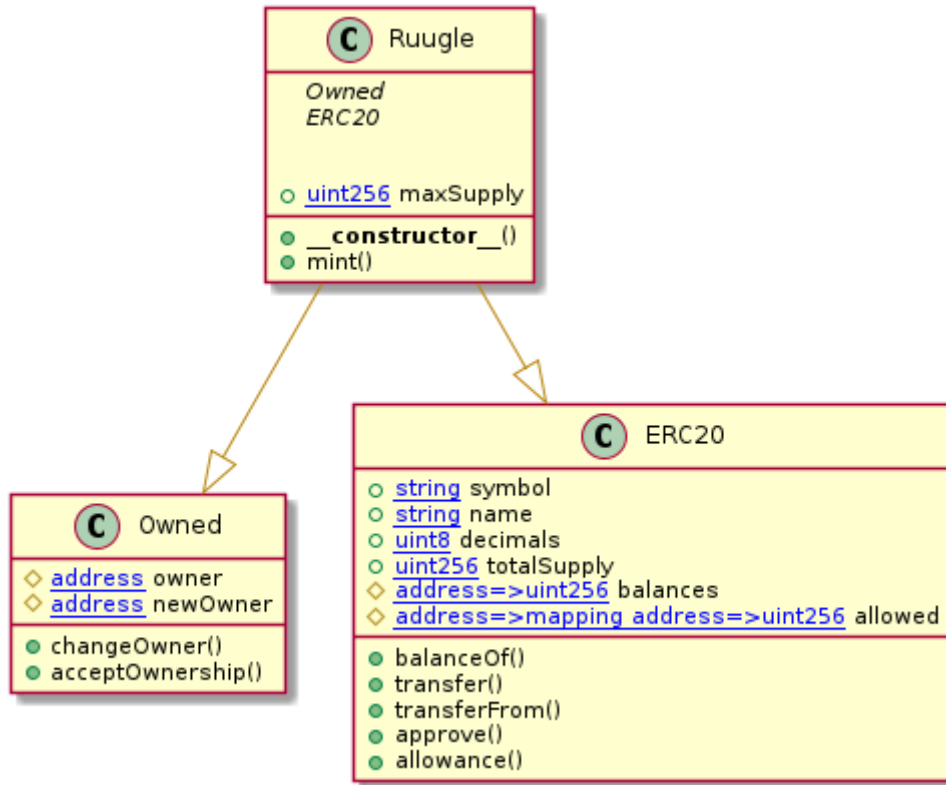 C Ruugle
Owned
ERC20
uint256 maxSupply
__constructor__()
mint()
C Owned
address owner
address newOwner
changeOwner()
acceptOwnership()
C ERC20
string symbol
string name
uint8 decimals
uint256 totalSupply
address=>uint256 balances
address=>mapping address=>uint256 allowed
balanceOf()
transfer()
transferFrom()
approve()
allowance()